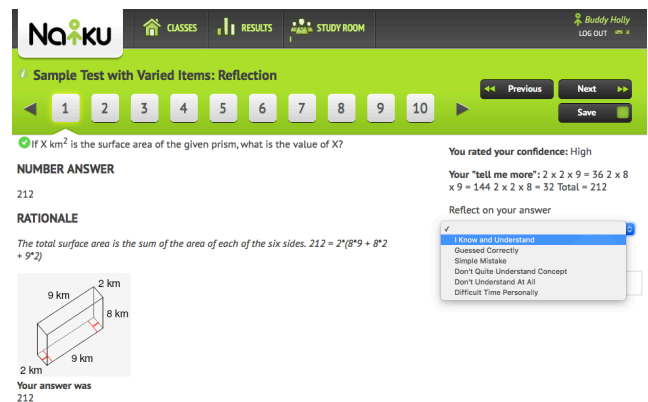 Naiku
CLASSES
RESULTS
STUDY ROOM
Buddy Holly
LOG OUT
i Sample Test with Varied Items: Reflection
Previous
Next
1 2 3 4 5 6 7 8 9 10
Save
If X km² is the surface area of the given prism, what is the value of X?
NUMBER ANSWER
212
RATIONALE
The total surface area is the sum of the area of each of the six sides. 212 = 2*(8*9 + 8*2
+ 9*2)
2 km
9 km
8 km
9 km
2 km
Your answer was
212
You rated your confidence: High
Your "tell me more": 2 x 2 x 9 = 36 2 x 8
x 9 = 144 2 x 2 x 8 = 32 Total = 212
Reflect on your answer
I Know and Understand
Guessed Correctly
Simple Mistake
Don't Quite Understand Concept
Don't Understand At All
Difficult Time Personally